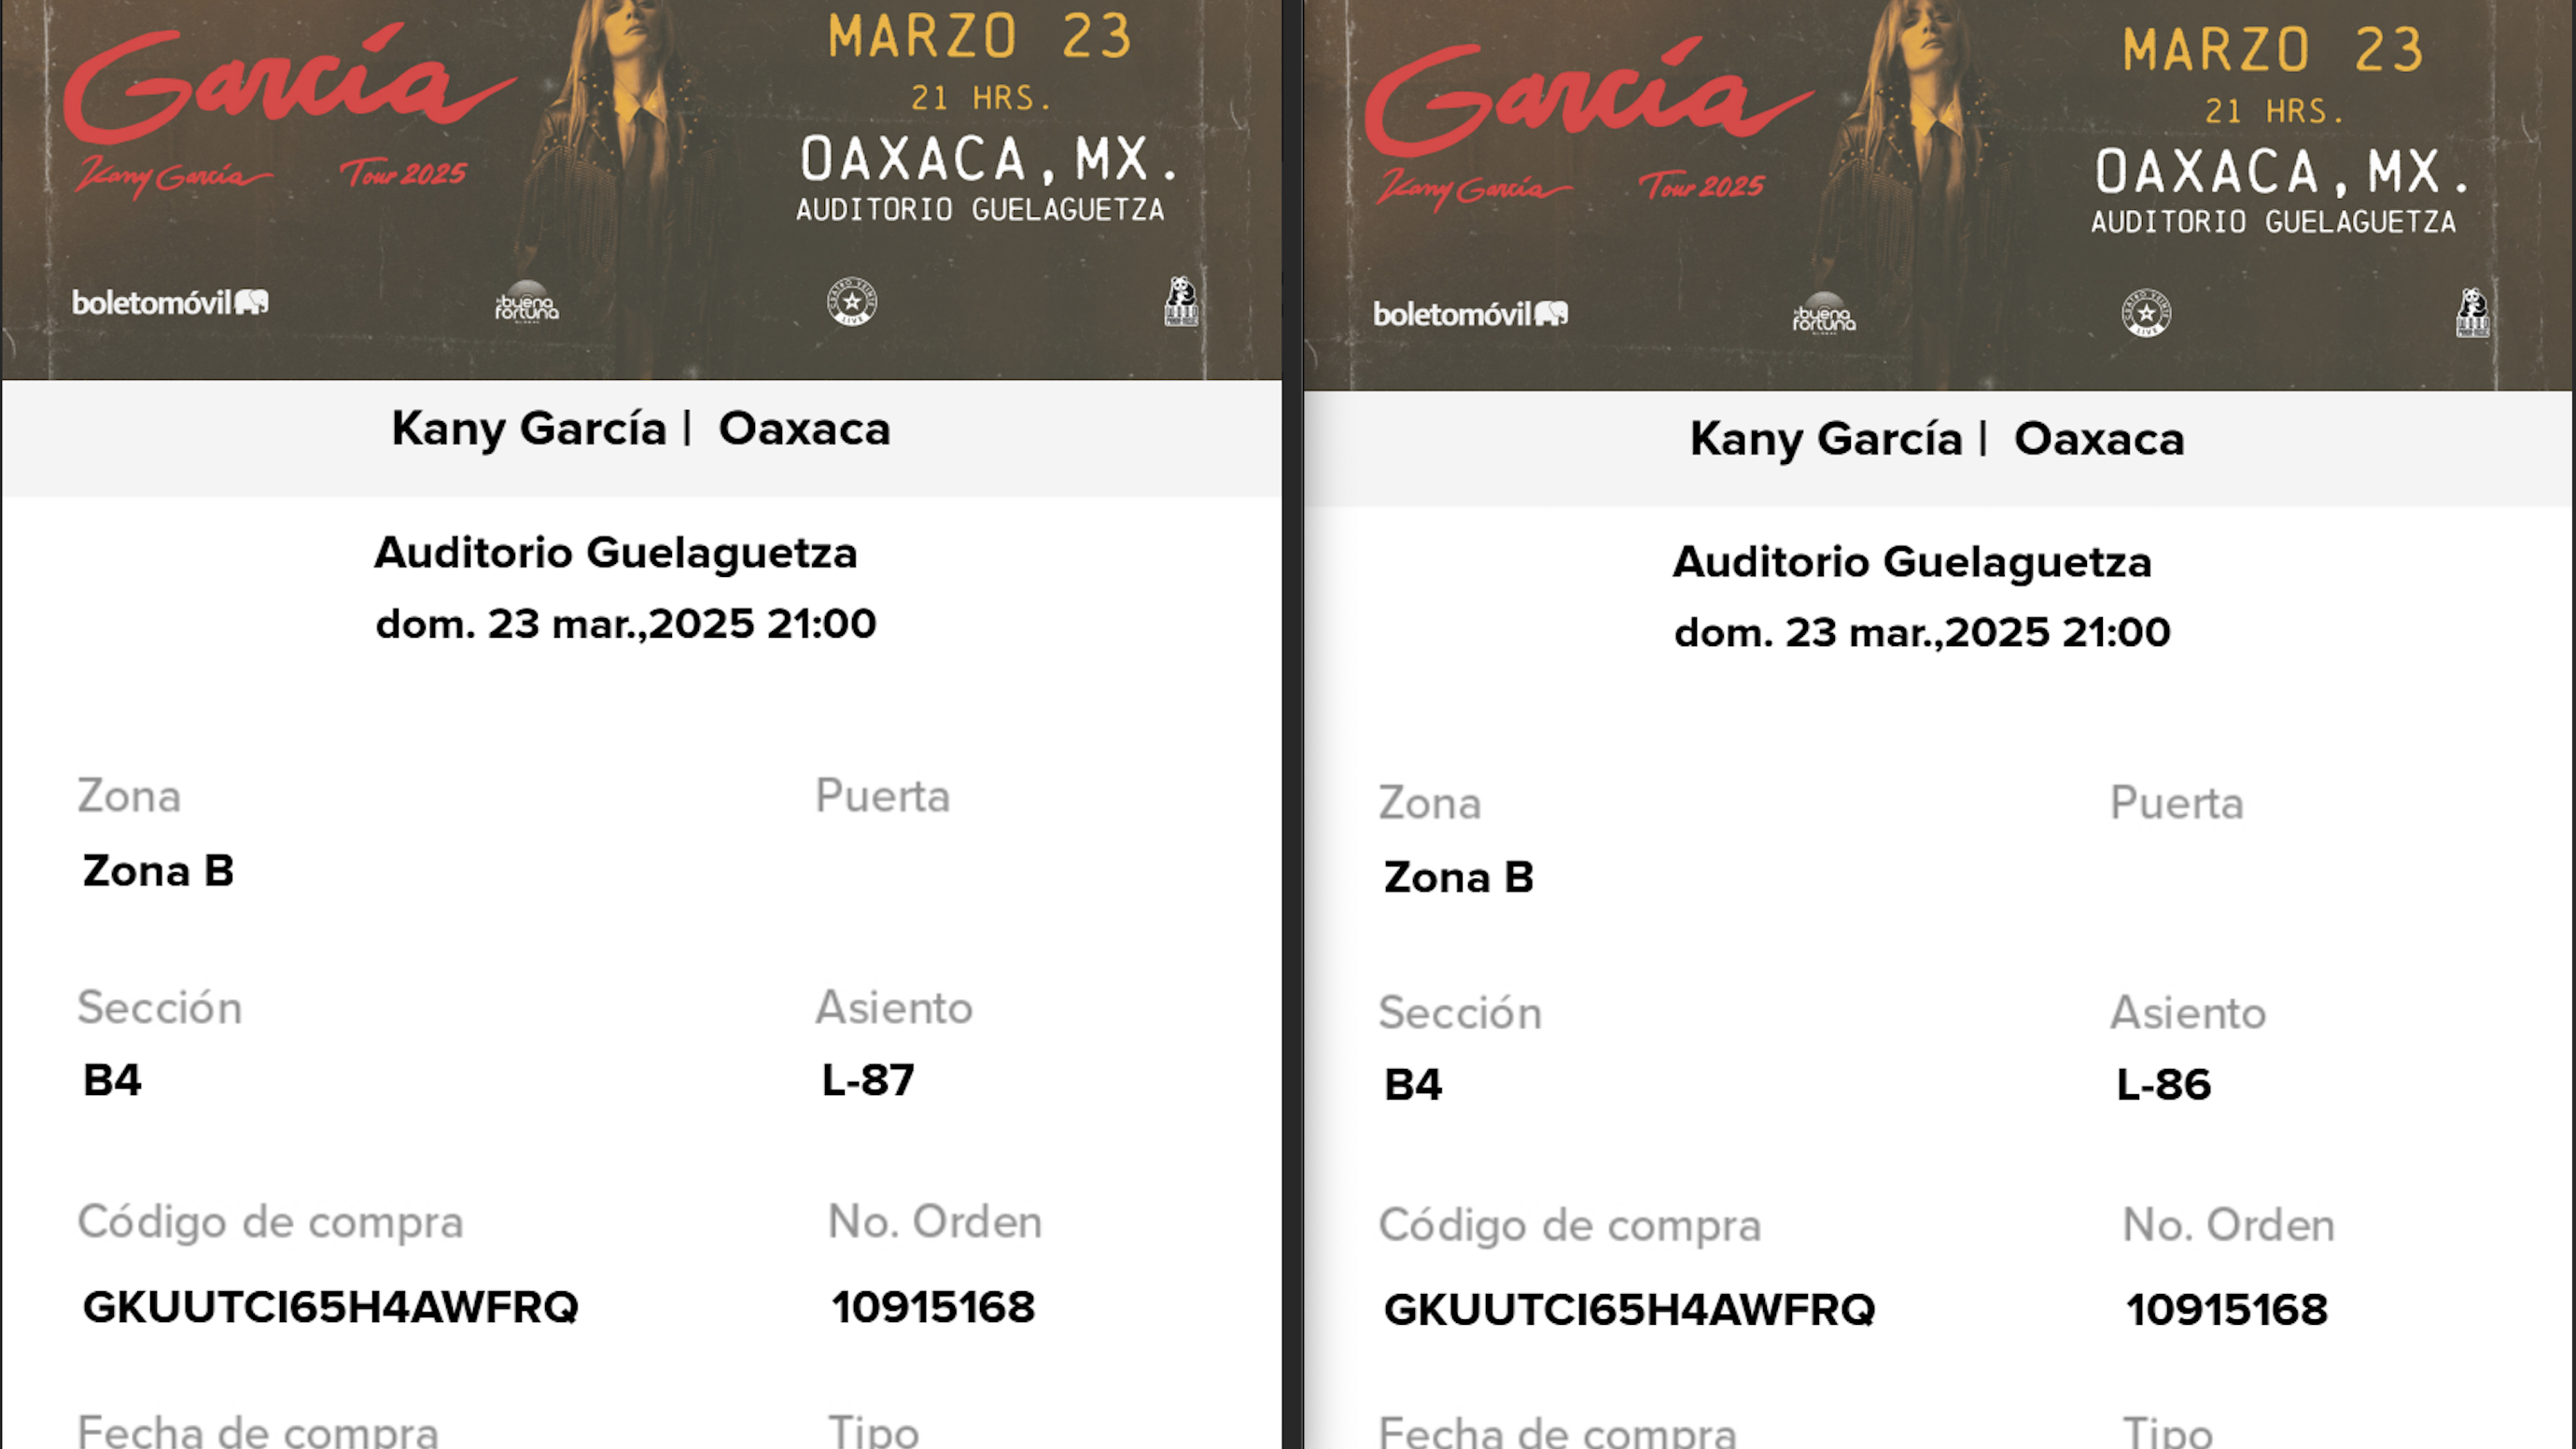 García
Kany García Tour 2025
MARZO 23
21 HRS.
OAXACA, MX.
AUDITORIO GUELAGUETZA
boletomóvil
buena fortuna
LIVE
Kany García | Oaxaca
Auditorio Guelaguetza
dom. 23 mar.,2025 21:00
Zona
Puerta
Zona B
Sección
Asiento
B4
L-87
Código de compra
No. Orden
GKUUTCI65H4AWFRQ
10915168
Fecha de compra
Tipo
García
Kany García Tour 2025
MARZO 23
21 HRS.
OAXACA, MX.
AUDITORIO GUELAGUETZA
boletomóvil
buena fortuna
LIVE
Kany García | Oaxaca
Auditorio Guelaguetza
dom. 23 mar.,2025 21:00
Zona
Puerta
Zona B
Sección
Asiento
B4
L-86
Código de compra
No. Orden
GKUUTCI65H4AWFRQ
10915168
Fecha de compra
Tipo